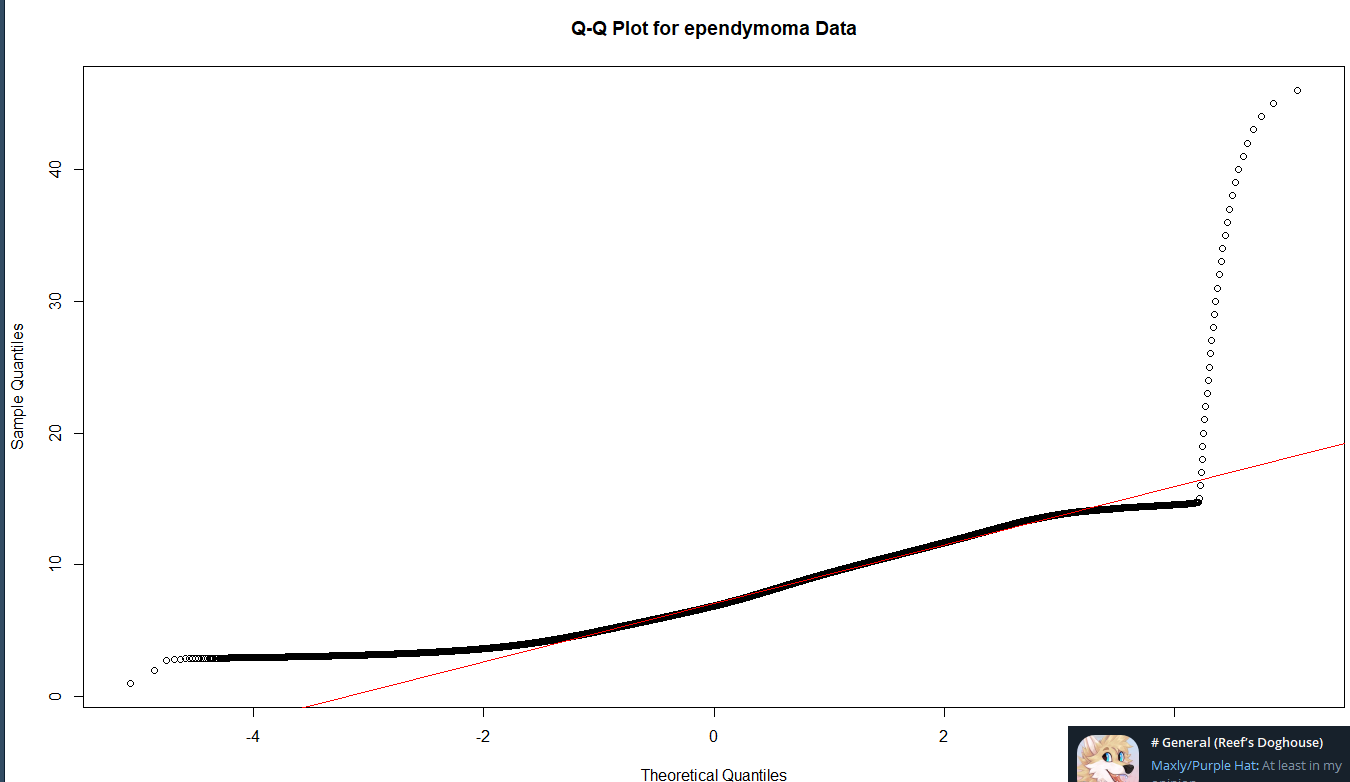 Q-Q Plot for ependymoma Data
Sample Quantiles
40
30
20
10
0
-4 -2 0 2
Theoretical Quantiles
# General (Reef's Doghouse)
Maxly/Purple Hat: At least in my
opinion